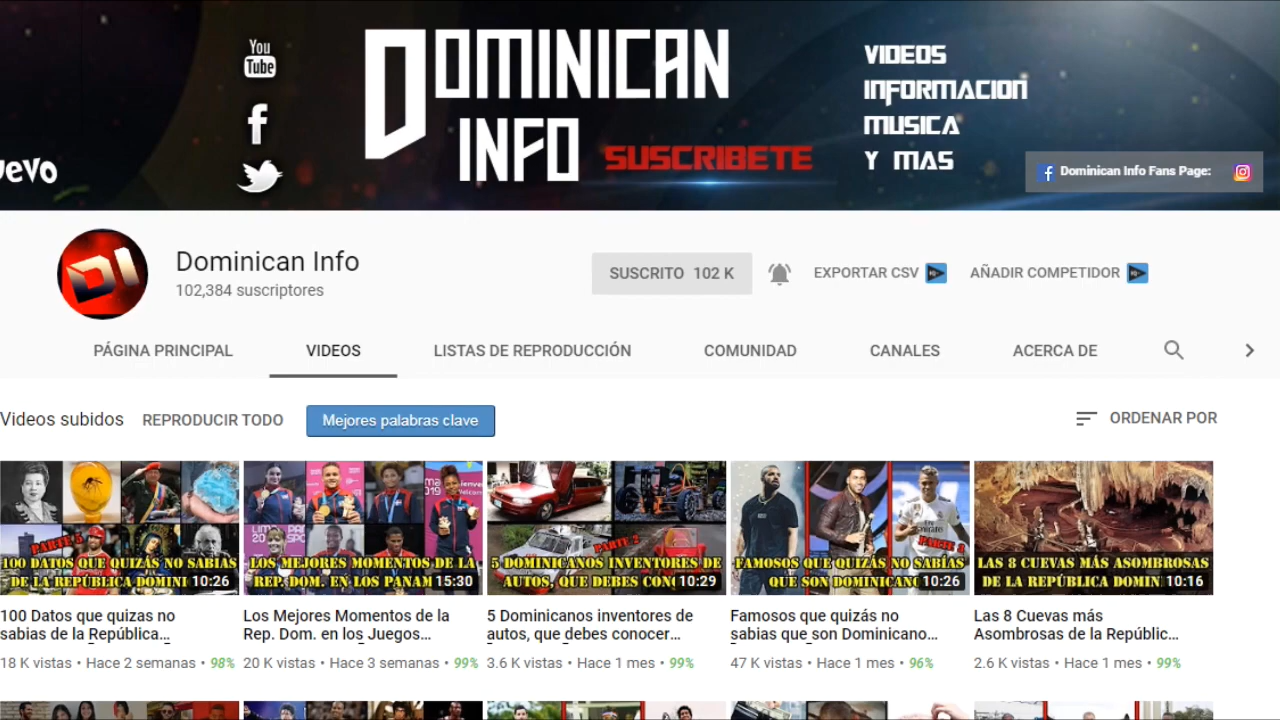 You
Tube
DOMINICAN
INFO
SUSCRIBETE
VIDEOS
INFORMACION
MUSICA
Y MAS
Dominican Info Fans Page:
DI
Dominican Info
102,384 suscriptores
SUSCRITO 102 K
EXPORTAR CSV
AÑADIR COMPETIDOR
PÁGINA PRINCIPAL
VIDEOS
LISTAS DE REPRODUCCIÓN
COMUNIDAD
CANALES
ACERCA DE
Videos subidos
REPRODUCIR TODO
Mejores palabras clave
ORDENAR POR
PARTE 5
100 DATOS QUE QUIZÁS NO SABÍAS
DE LA REPÚBLICA DOMINI
10:26
LOS MEJORES MOMENTOS DE LA
REP. DOM. EN LOS PANAM
15:30
PARTE 2
5 DOMINICANOS INVENTORES DE
AUTOS, QUE DEBES CONO
10:29
FAMOSOS QUE QUIZÁS NO SABÍAS
QUE SON DOMINICANO
10:26
LAS 8 CUEVAS MÁS ASOMBROSAS
DE LA REPÚBLICA DOMIN
10:16
100 Datos que quizas no
sabias de la República...
18 K vistas • Hace 2 semanas • 98%
Los Mejores Momentos de la
Rep. Dom. en los Juegos...
20 K vistas • Hace 3 semanas • 99%
5 Dominicanos inventores de
autos, que debes conocer...
3.6 K vistas • Hace 1 mes • 99%
Famosos que quizás no
sabias que son Dominicano...
47 K vistas • Hace 1 mes • 96%
Las 8 Cuevas más
Asombrosas de la Repúblic...
2.6 K vistas • Hace 1 mes • 99%